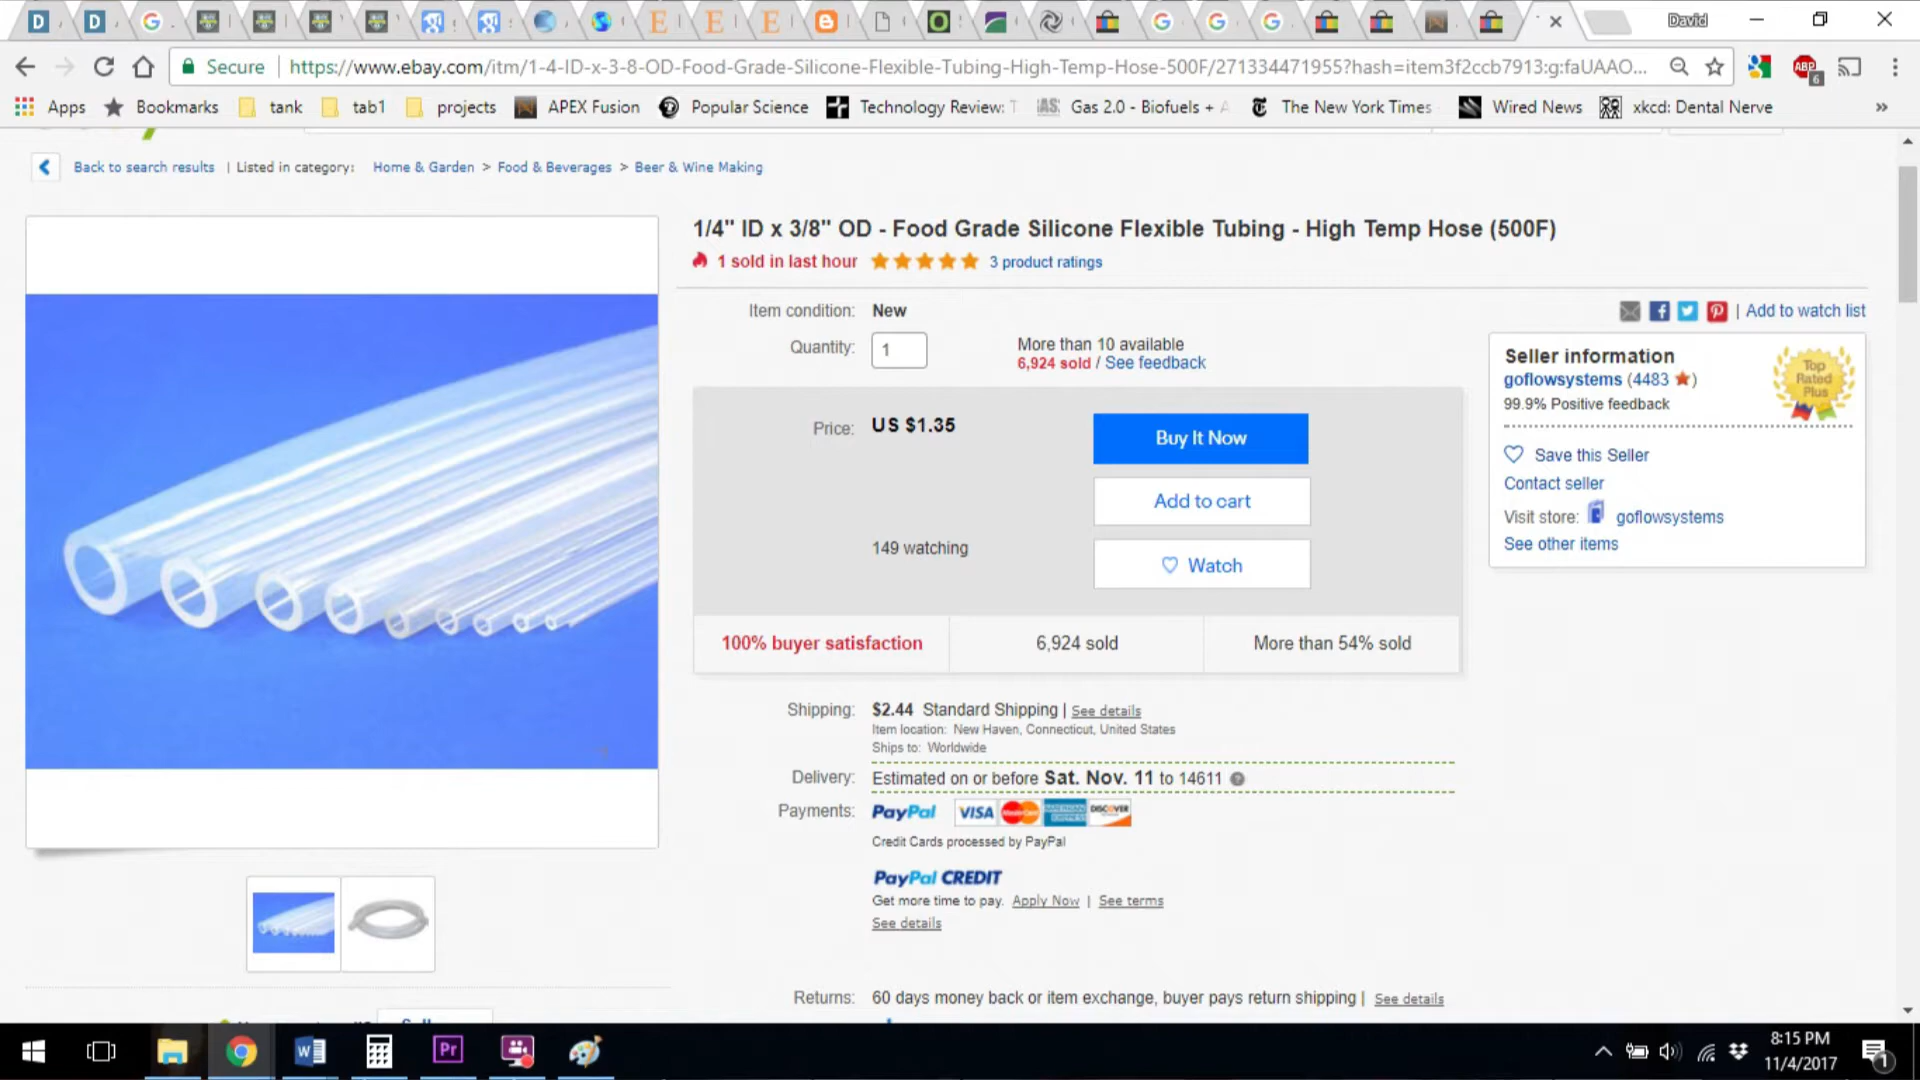 David
Secure https://www.ebay.com/itm/1-4-ID-x-3-8-OD-Food-Grade-Silicone-Flexible-Tubing-High-Temp-Hose-500F/271334471955?hash=item3f2ccb7913:g:faUAAO...
ABP
6
Apps Bookmarks tank tab1 projects APEX Fusion Popular Science Technology Review: Gas 2.0 - Biofuels + The New York Times Wired News xkcd: Dental Nerve »
Back to search results | Listed in category: Home & Garden > Food & Beverages > Beer & Wine Making
1/4" ID x 3/8" OD - Food Grade Silicone Flexible Tubing - High Temp Hose (500F)
1 sold in last hour 3 product ratings
Item condition: New
| Add to watch list
Quantity: 1
More than 10 available
6,924 sold / See feedback
Price: US $1.35
Buy It Now
Add to cart
149 watching
Watch
100% buyer satisfaction 6,924 sold More than 54% sold
Seller information
goflowsystems (4483)
99.9% Positive feedback
Top
Rated
Plus
Save this Seller
Contact seller
Visit store: goflowsystems
See other items
Shipping: $2.44 Standard Shipping | See details
Item location: New Haven, Connecticut, United States
Ships to: Worldwide
Delivery: Estimated on or before Sat. Nov. 11 to 14611
Payments: PayPal VISA MasterCard DISCOVER
Credit Cards processed by PayPal
PayPal CREDIT
Get more time to pay. Apply Now | See terms
See details
Returns: 60 days money back or item exchange, buyer pays return shipping | See details
Pr
8:15 PM
11/4/2017
1